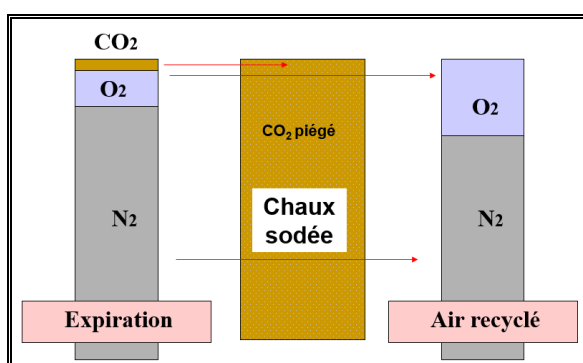 CO2
O2
CO2 piégé
O2
Chaux
sodée
N2
N2
Expiration
Air recyclé